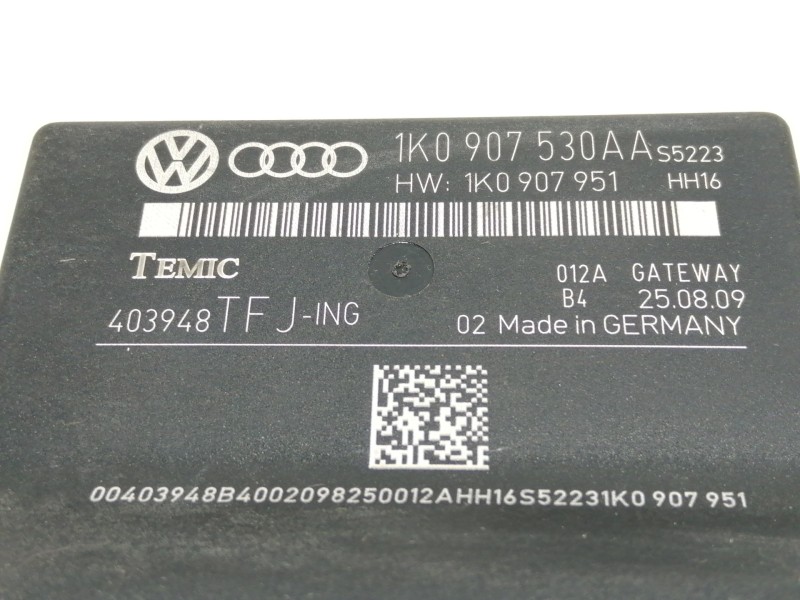 1K0 907 530AA S5223
HW: 1K0 907 951 HH16
TEMIC
012A GATEWAY
B4 25.08.09
403948TFJ-ING
02 Made in GERMANY
00403948B4002098250012AHH16S52231K0 907 951